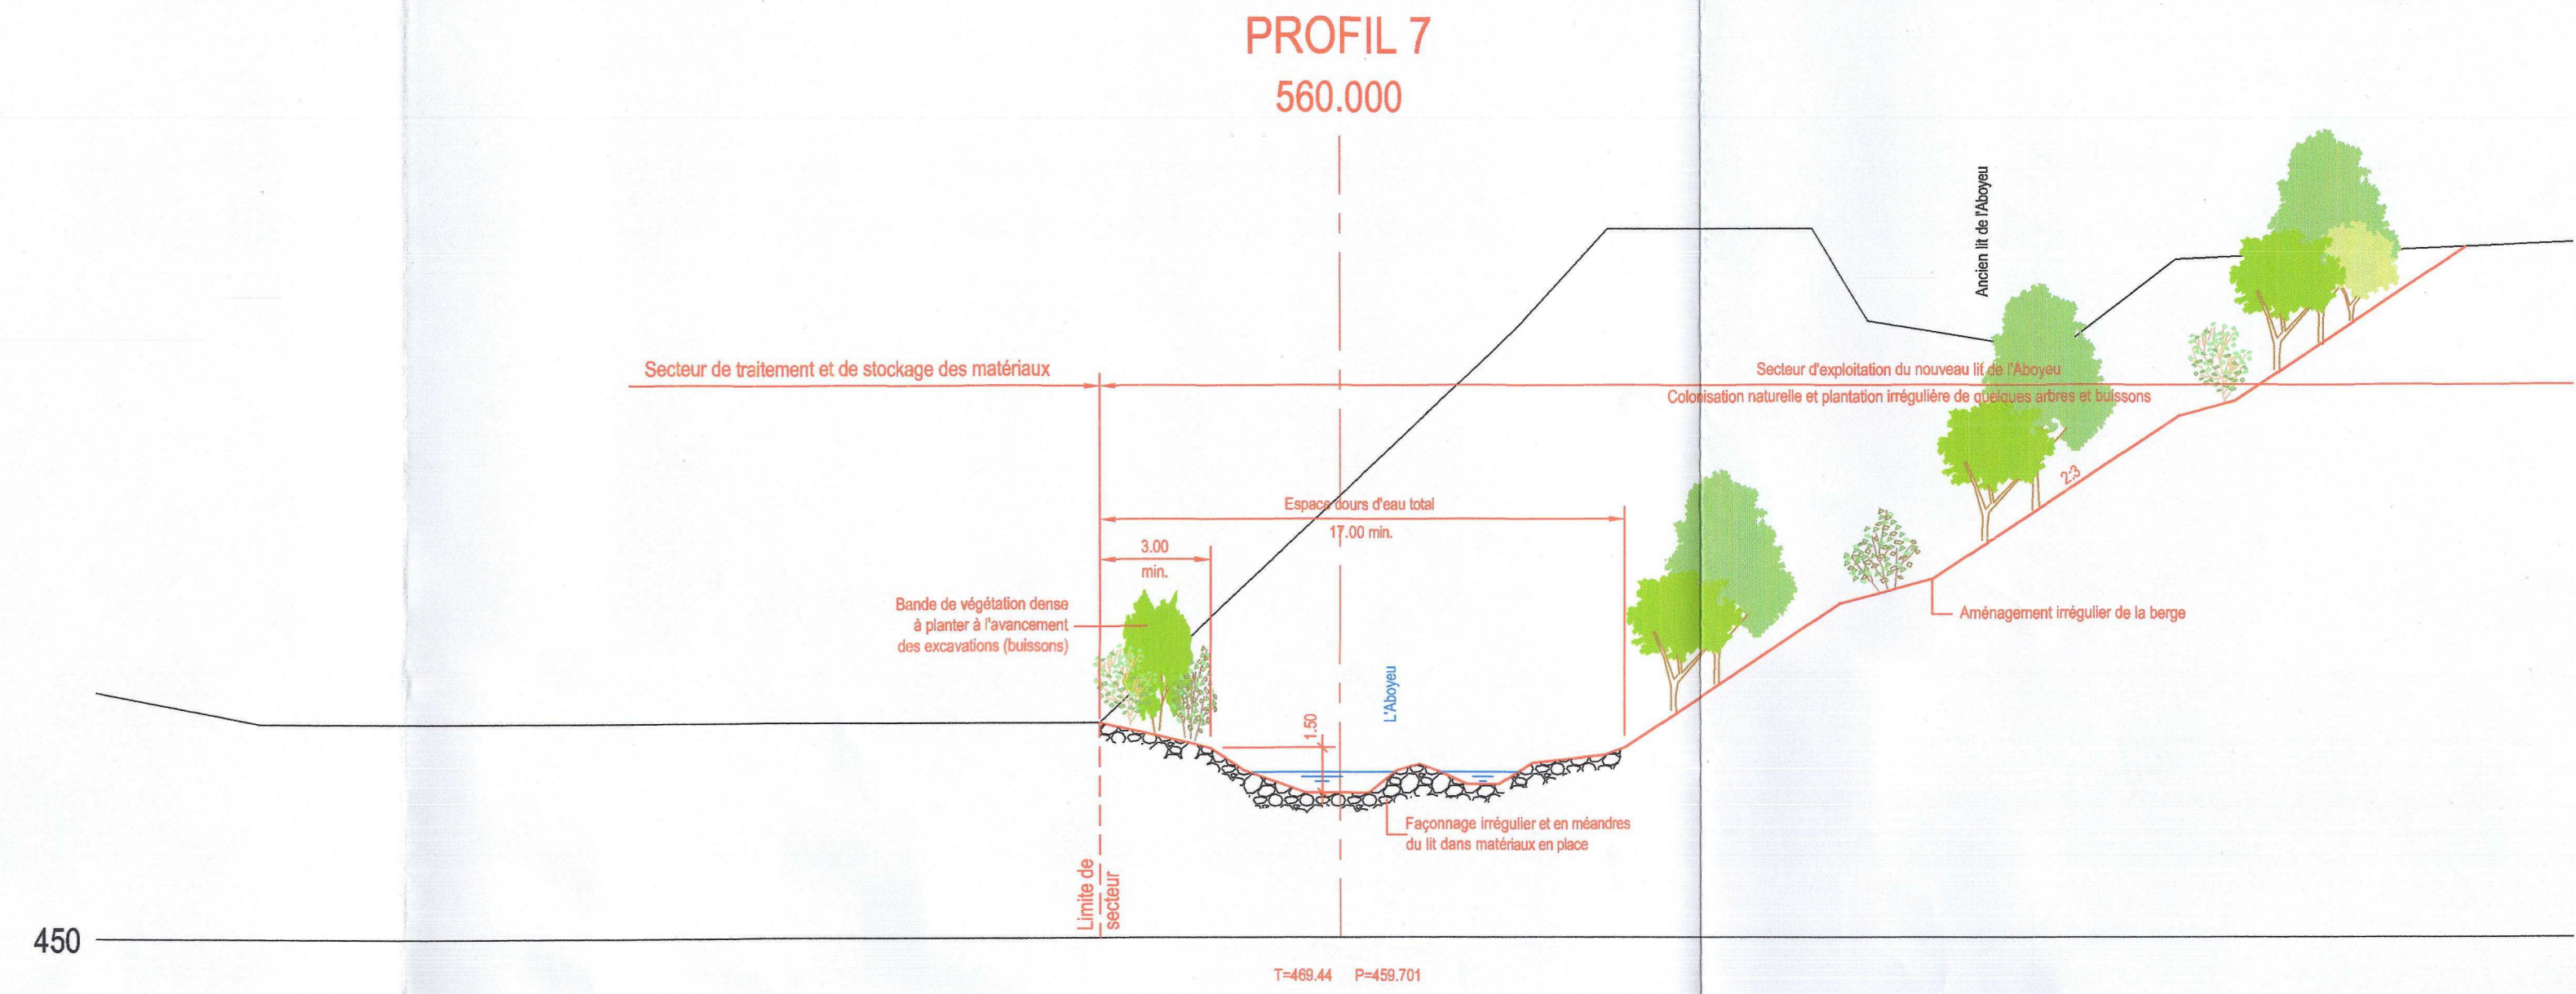 PROFIL 7
560.000
Ancien lit de l'Aboyeu
Secteur de traitement et de stockage des matériaux
Secteur d'exploitation du nouveau lit de l'Aboyeu
Colonisation naturelle et plantation irrégulière de quelques arbres et buissons
2:3
Espace cours d'eau total
17.00 min.
3.00
min.
Bande de végétation dense
à planter à l'avancement
des excavations (buissons)
Aménagement irrégulier de la berge
L'Aboyeu
1.50
Façonnage irrégulier et en méandres
du lit dans matériaux en place
Limite de
secteur
450
T=469.44 P=459.701